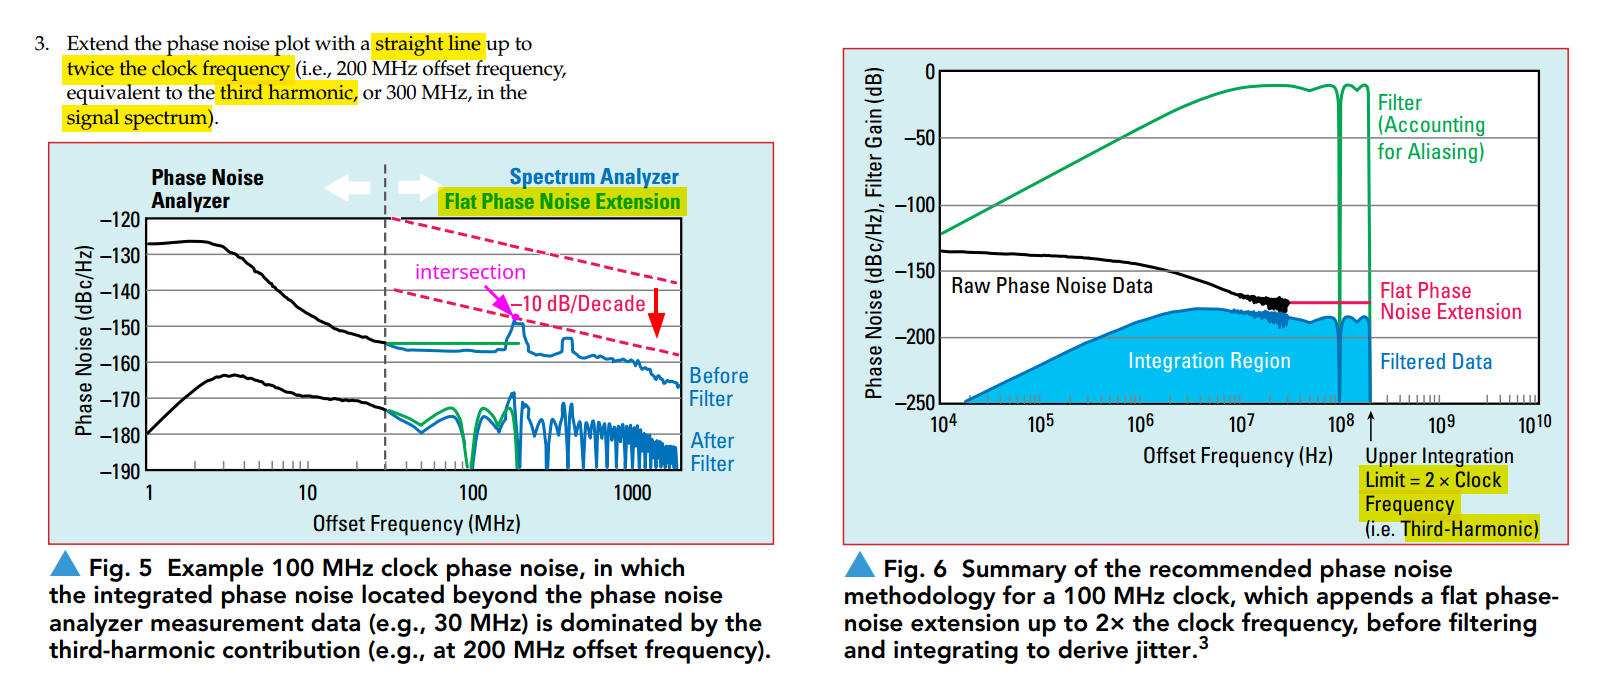 3. Extend the phase noise plot with a straight line up to
twice the clock frequency (i.e., 200 MHz offset frequency,
equivalent to the third harmonic, or 300 MHz, in the
signal spectrum).
Phase Noise
Analyzer
Spectrum Analyzer
Flat Phase Noise Extension
Phase Noise (dBc/Hz)
−120
−130
−140
−150
−160
−170
−180
−190
intersection
−10 dB/Decade
Before
Filter
After
Filter
1
10
100
1000
Offset Frequency (MHz)
Fig. 5 Example 100 MHz clock phase noise, in which
the integrated phase noise located beyond the phase noise
analyzer measurement data (e.g., 30 MHz) is dominated by the
third-harmonic contribution (e.g., at 200 MHz offset frequency).
Phase Noise (dBc/Hz), Filter Gain (dB)
0
−50
−100
−150
−200
−250
Filter
(Accounting
for Aliasing)
Raw Phase Noise Data
Flat Phase
Noise Extension
Integration Region
Filtered Data
10⁴
10⁵
10⁶
10⁷
10⁸
10⁹
10¹⁰
Offset Frequency (Hz)
Upper Integration
Limit = 2 × Clock
Frequency
(i.e. Third-Harmonic)
Fig. 6 Summary of the recommended phase noise
methodology for a 100 MHz clock, which appends a flat phase-
noise extension up to 2× the clock frequency, before filtering
and integrating to derive jitter.³